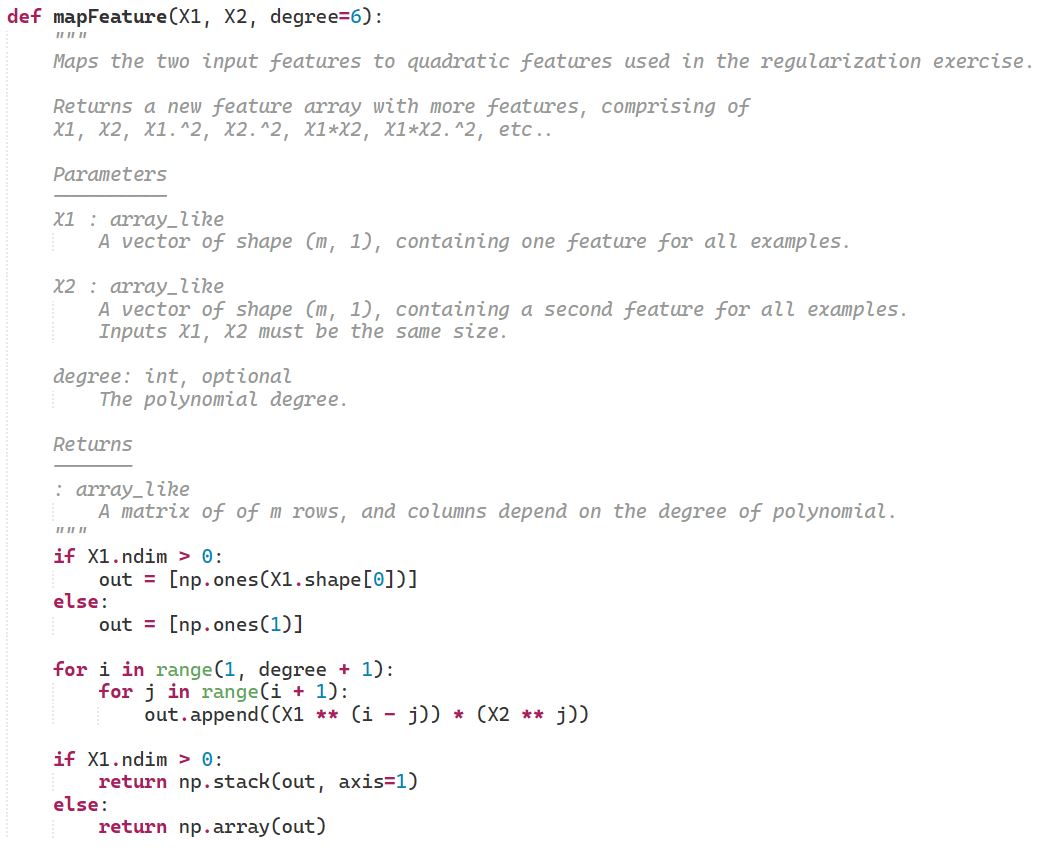 def mapFeature(X1, X2, degree=6):
    """
    Maps the two input features to quadratic features used in the regularization exercise.

    Returns a new feature array with more features, comprising of
    X1, X2, X1.^2, X2.^2, X1*X2, X1*X2.^2, etc..

    Parameters
    ----------
    X1 : array_like
        A vector of shape (m, 1), containing one feature for all examples.

    X2 : array_like
        A vector of shape (m, 1), containing a second feature for all examples.
        Inputs X1, X2 must be the same size.

    degree: int, optional
        The polynomial degree.

    Returns
    -------
    : array_like
        A matrix of of m rows, and columns depend on the degree of polynomial.
    """
    if X1.ndim > 0:
        out = [np.ones(X1.shape[0])]
    else:
        out = [np.ones(1)]

    for i in range(1, degree + 1):
        for j in range(i + 1):
            out.append((X1 ** (i - j)) * (X2 ** j))

    if X1.ndim > 0:
        return np.stack(out, axis=1)
    else:
        return np.array(out)